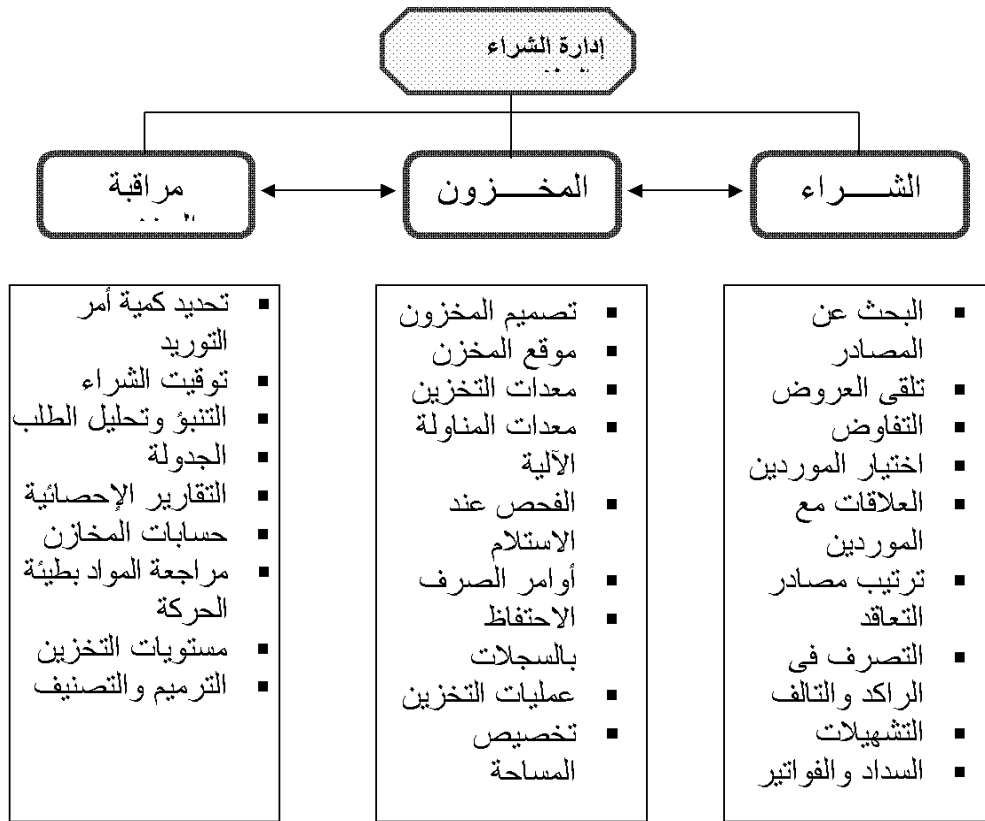 إدارة الشراء
الشـــــراء
المخـــــزون
مراقبة
▪ البحث عن
المصادر
▪ تلقى العروض
▪ التفاوض
▪ اختيار الموردين
▪ العلاقات مع
الموردين
▪ ترتيب مصادر
التعاقد
▪ التصرف فى
الراكد والتالف
▪ التشهيلات
▪ السداد والفواتير
▪ تصميم المخزون
▪ موقع المخزن
▪ معدات التخزين
▪ معدات المناولة
الآلية
▪ الفحص عند
الاستلام
▪ أوامر الصرف
▪ الاحتفاظ
بالسجلات
▪ عمليات التخزين
▪ تخصيص
المساحة
▪ تحديد كمية أمر
التوريد
▪ توقيت الشراء
▪ التنبؤ وتحليل الطلب
▪ الجدولة
▪ التقارير الإحصائية
▪ حسابات المخازن
▪ مراجعة المواد بطيئة
الحركة
▪ مستويات التخزين
▪ الترميم والتصنيف